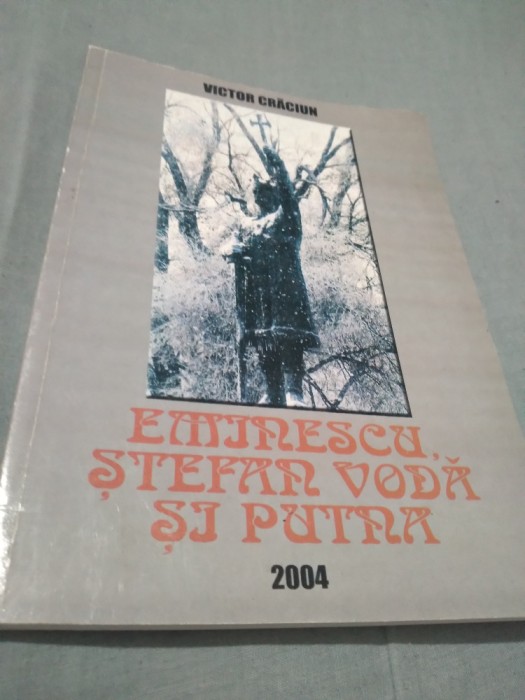 VICTOR CRĂCIUN
EMINESCU,
ȘTEFAN VODĂ
ȘI PUTNA
2004